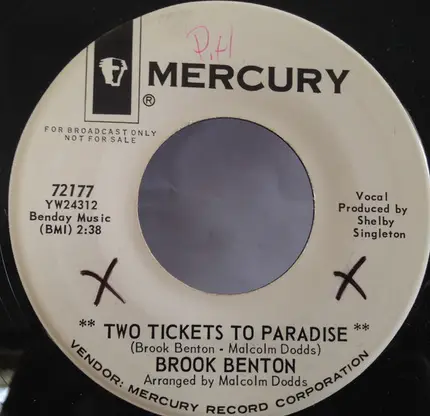 P.H
MERCURY
®
FOR BROADCAST ONLY
NOT FOR SALE
72177
YW24312
Benday Music
(BMI) 2:38
Vocal
Produced by
Shelby
Singleton
X X
** TWO TICKETS TO PARADISE **
(Brook Benton - Malcolm Dodds)
BROOK BENTON
Arranged by Malcolm Dodds
VENDOR: MERCURY RECORD CORPORATION